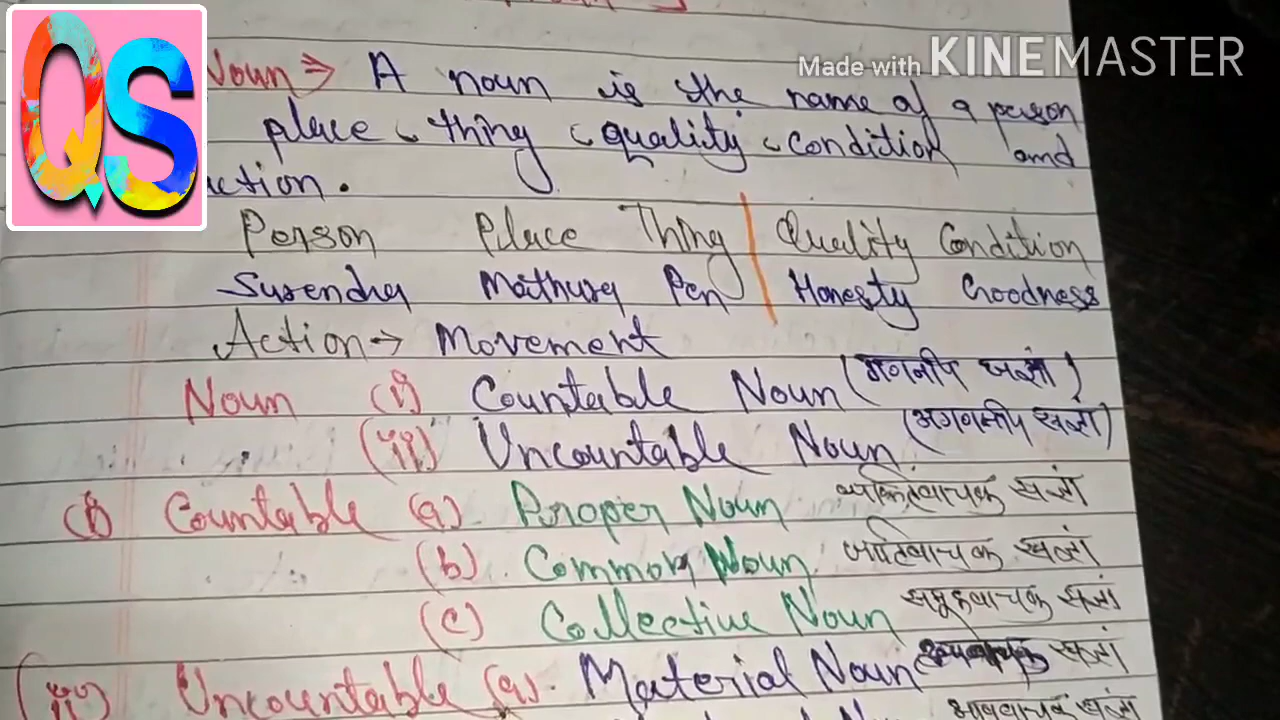 QS
Made with KINEMASTER
Noun ⇒ A noun is the name of a person
place, thing, quality, condition and
ction.
Person Place Thing Quality Condition
Surendra Mathura Pen Honesty Goodness
Action → Movement
Noun (i) Countable Noun (गणनीय संज्ञा)
(ii) Uncountable Noun (अगणनीय संज्ञा)
(i) Countable (a) Proper Noun व्यक्तिवाचक संज्ञा
(b) Common Noun जातिवाचक संज्ञा
(c) Collective Noun समूहवाचक संज्ञा
(ii) Uncountable (a). Material Noun संज्ञा
भाववाचक संज्ञा